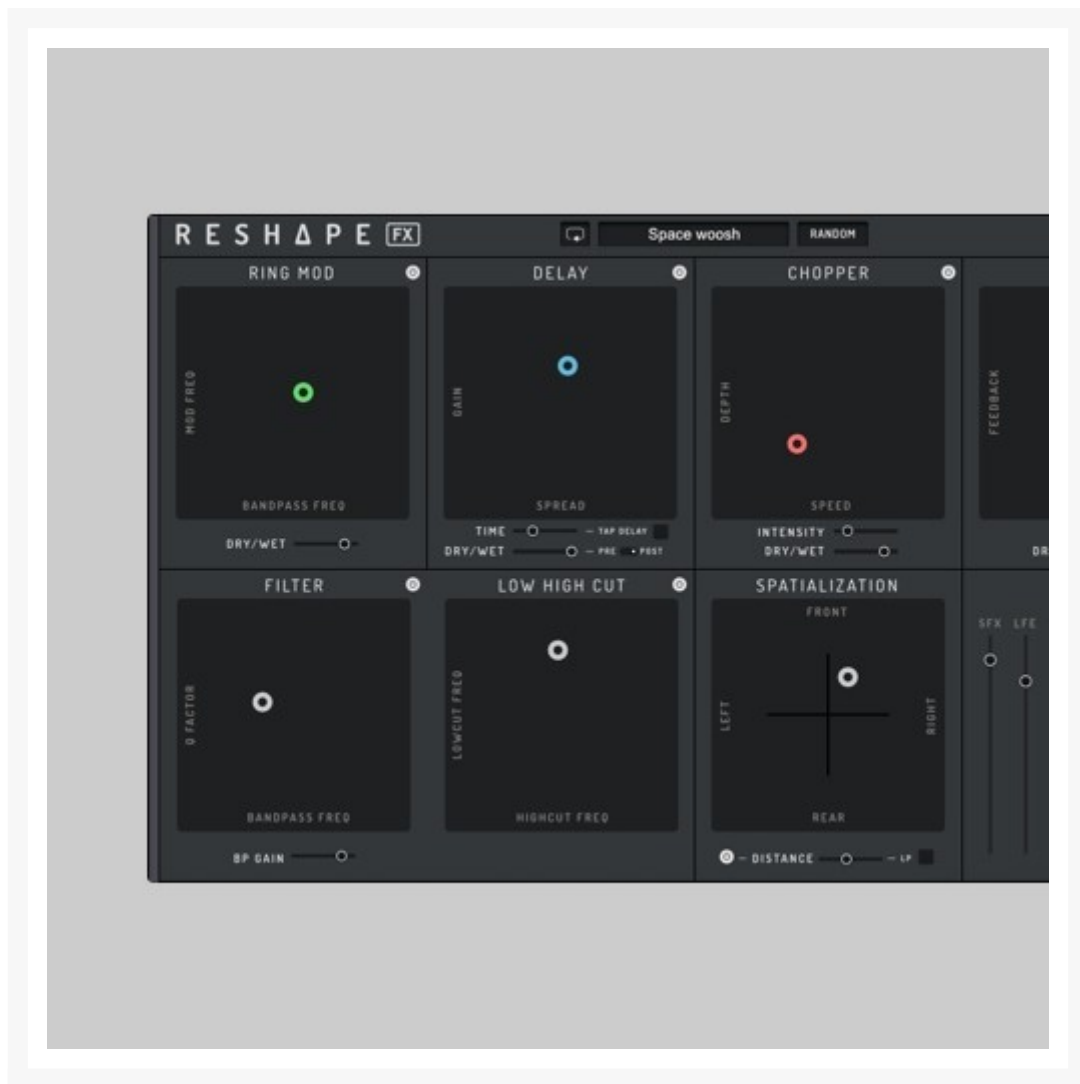 RESHAPE FX
Space woosh
RANDOM
RING MOD
MOD FREQ
BANDPASS FREQ
DRY/WET
DELAY
GAIN
SPREAD
TIME
TAP DELAY
DRY/WET
PRE
POST
CHOPPER
DEPTH
SPEED
INTENSITY
DRY/WET
FEEDBACK
DR
FILTER
Q FACTOR
BANDPASS FREQ
BP GAIN
LOW HIGH CUT
LOWCUT FREQ
HIGHCUT FREQ
SPATIALIZATION
FRONT
LEFT
RIGHT
REAR
DISTANCE
LP
SFX LFE